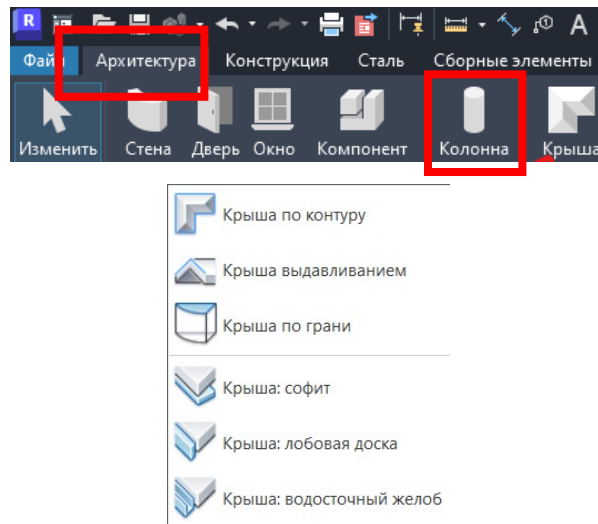 R A
Файл Архитектура Конструкция Сталь Сборные элементы
Изменить Стена Дверь Окно Компонент Колонна Крыша
Крыша по контуру
Крыша выдавливанием
Крыша по грани
Крыша: софит
Крыша: лобовая доска
Крыша: водосточный желоб